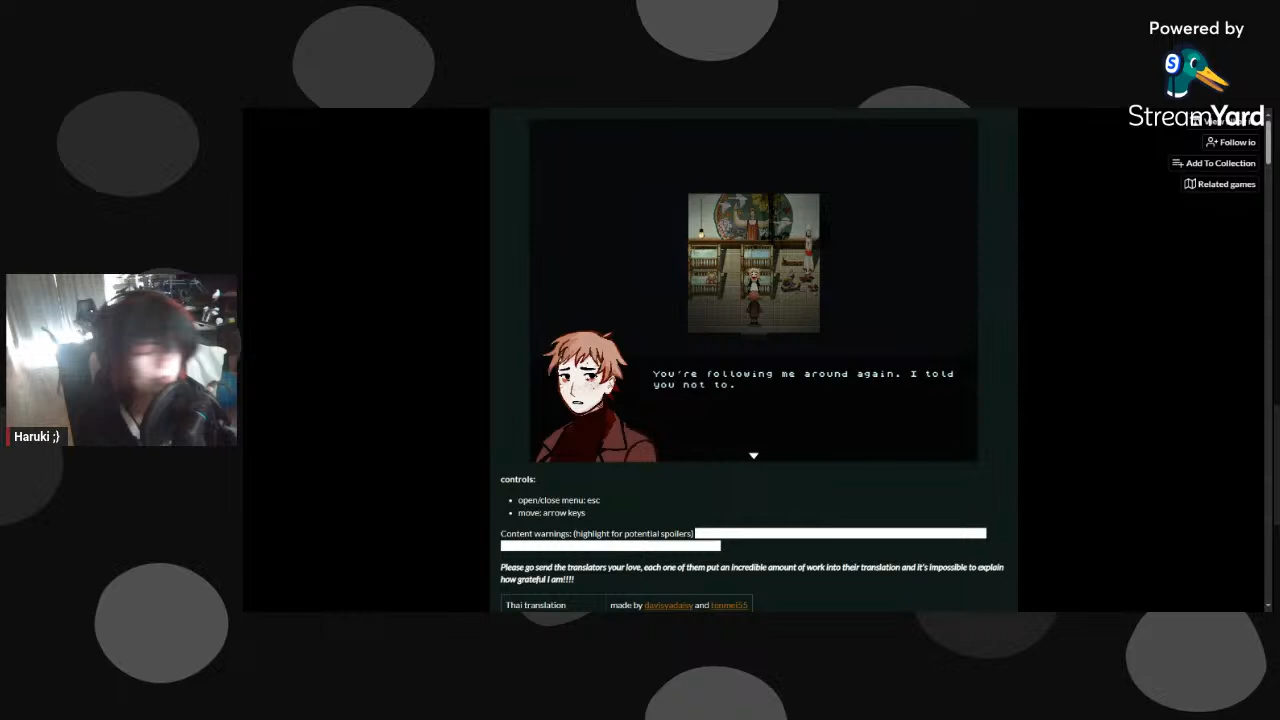 Powered by
StreamYard
Follow io
Add To Collection
Related games
You're following me around again. I told
you not to.
Haruki ;}
controls:
open/close menu: esc
move: arrow keys
Content warnings: (highlight for potential spoilers)
Please go send the translators your love, each one of them put an incredible amount of work into their translation and it's impossible to explain
how grateful I am!!!!
Thai translation
made by davisyadaisy and tonmei55